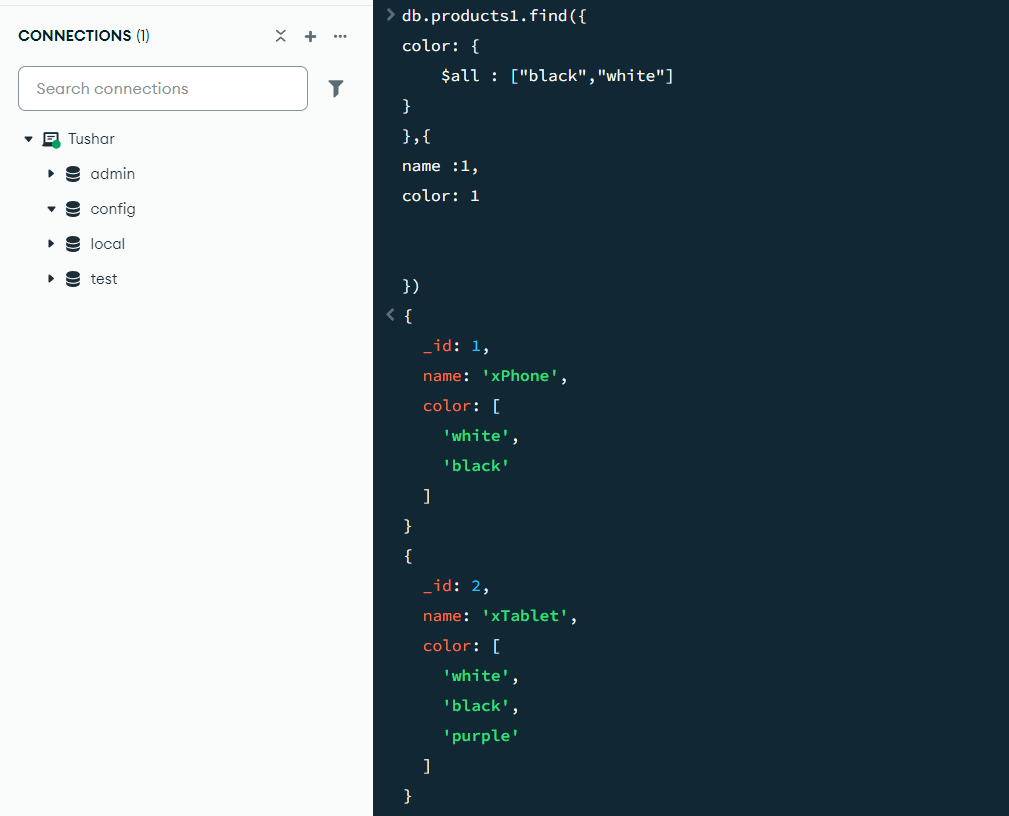 CONNECTIONS (1)
Search connections
Tushar
admin
config
local
test
db.products1.find({
color: {
    $all : ["black","white"]
}
},{
name :1,
color: 1
})
{
  _id: 1,
  name: 'xPhone',
  color: [
    'white',
    'black'
  ]
}
{
  _id: 2,
  name: 'xTablet',
  color: [
    'white',
    'black',
    'purple'
  ]
}